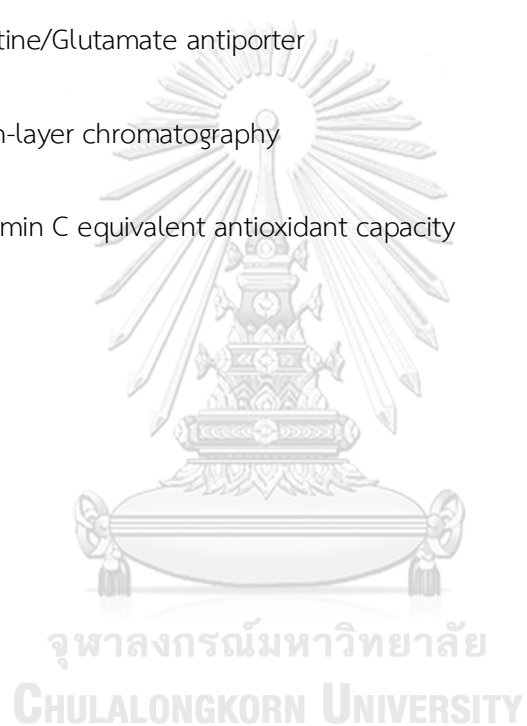 tine/Glutamate antiporter
n-layer chromatography
min C equivalent antioxidant capacity
จุฬาลงกรณ์มหาวิทยาลัย
CHULALONGKORN UNIVERSITY